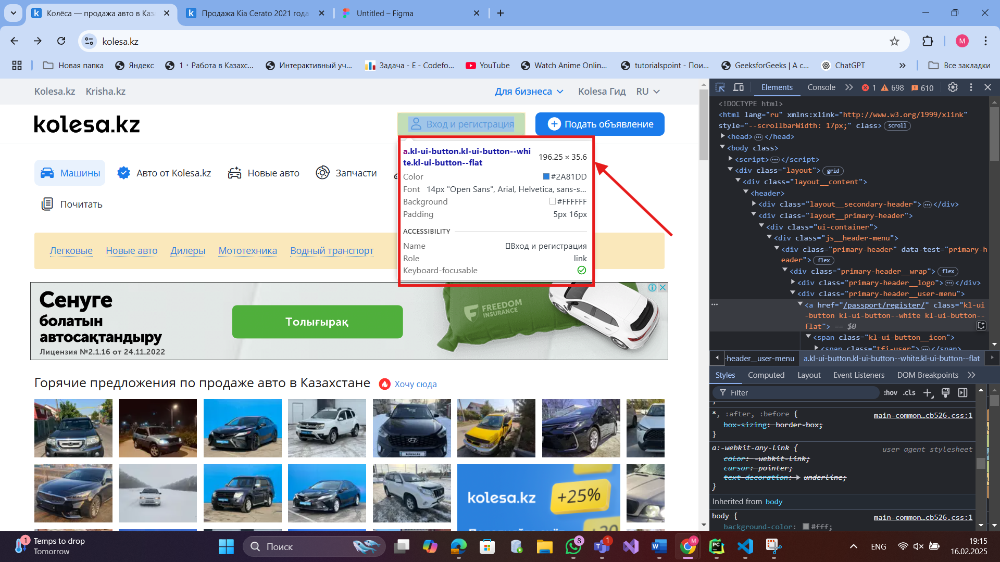 Колёса — продажа авто в Каза
Продажа Kia Cerato 2021 года
Untitled – Figma
kolesa.kz
M
Новая папка
Яндекс
1 · Работа в Казахс...
Интерактивный уч...
Задача - E - Codefo...
YouTube
Watch Anime Onlin...
tutorialspoint - Пои...
GeeksforGeeks | A c...
ChatGPT
Все закладки
Kolesa.kz
Krisha.kz
Для бизнеса
Kolesa Гид
RU
kolesa.kz
Вход и регистрация
Подать объявление
a.kl-ui-button.kl-ui-button--whi
te.kl-ui-button--flat
196.25 × 35.6
Color
#2A81DD
Font
14px "Open Sans", Arial, Helvetica, sans-s...
Background
#FFFFFF
Padding
5px 16px
ACCESSIBILITY
Name
Вход и регистрация
Role
link
Keyboard-focusable
Машины
Авто от Kolesa.kz
Новые авто
Запчасти
Почитать
Легковые
Новые авто
Дилеры
Мототехника
Водный транспорт
Сенуге
болатын
автосақтандыру
Лицензия №2.1.16 от 24.11.2022
Толығырақ
FREEDOM
INSURANCE
Горячие предложения по продаже авто в Казахстане
Хочу сюда
kolesa.kz
kolesa.kz
+25%
Elements
Console
1
698
610
<!DOCTYPE html>
<html lang="ru" xmlns:xlink="http://www.w3.org/1999/xlink"
style="--scrollbarWidth: 17px;" class> scroll
<head> ⋯ </head>
<body class>
<script> ⋯ </script>
<div class="layout"> grid
<div class="layout__content">
<header>
<div class="layout__secondary-header"> ⋯ </div>
<div class="layout__primary-header">
<div class="ui-container">
<div class="js__header-menu">
<div class="primary-header" data-test="primary-h
eader"> flex
<div class="primary-header__wrap"> flex
<div class="primary-header__logo"> ⋯ </div>
<div class="primary-header__user-menu">
<a href="/passport/register/" class="kl-ui
-button kl-ui-button--white kl-ui-button--
flat"> == $0
<span class="kl-ui-button__icon">
<span class="tfi-user"> ⋯ </span>
-header__user-menu
a.kl-ui-button.kl-ui-button--white.kl-ui-button--flat
Styles
Computed
Layout
Event Listeners
DOM Breakpoints
Filter
:hov
.cls
}
*, :after, :before {
main-common…cb526.css:1
box-sizing: border-box;
}
a:-webkit-any-link {
user agent stylesheet
color: -webkit-link;
cursor: pointer;
text-decoration: underline;
}
Inherited from body
body {
main-common…cb526.css:1
background-color: #fff;
1
Temps to drop
Tomorrow
Поиск
8
1
W
M
PC
ENG
19:15
16.02.2025